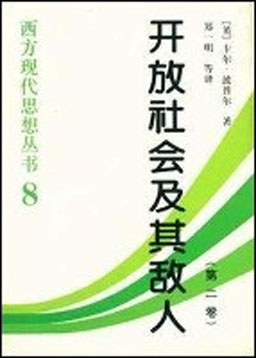 [英] 卡尔·波普尔 著
郑一明 等译
开放社会及其敌人
(第二卷)
西方现代思想丛书 8